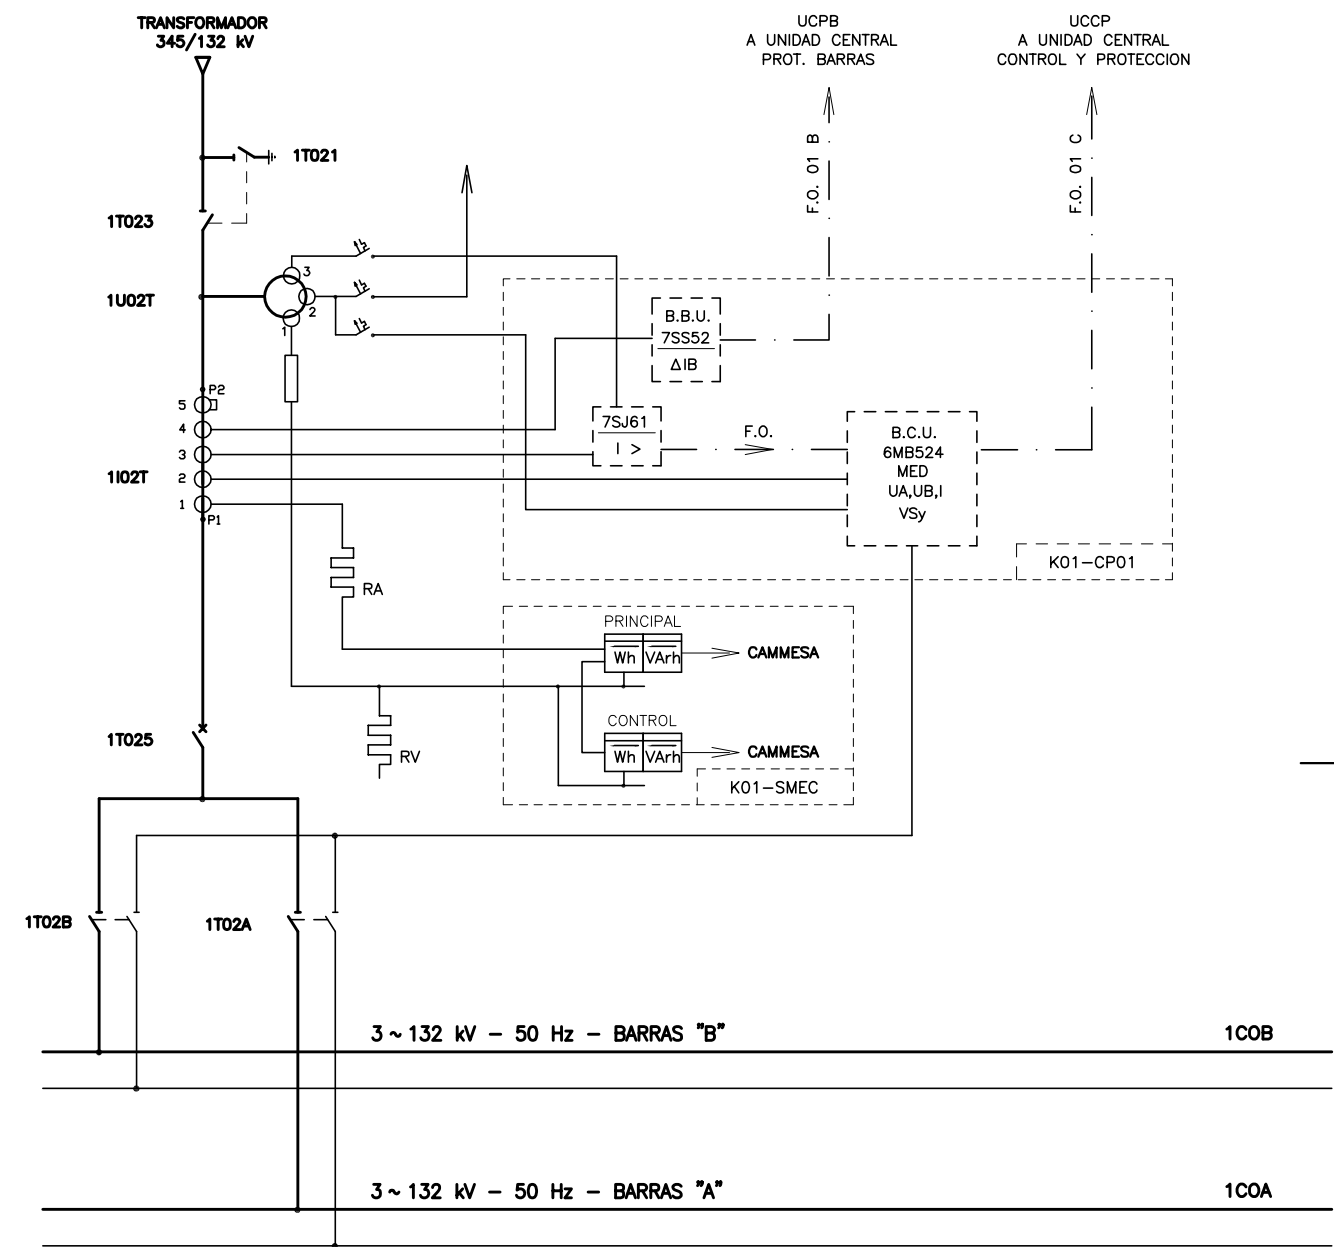 TRANSFORMADOR
345/132 kV
UCPB
A UNIDAD CENTRAL
PROT. BARRAS
UCCP
A UNIDAD CENTRAL
CONTROL Y PROTECCION
F.O. 01 B
F.O. 01 C
1T021
1T023
3
1U02T
2
1
B.B.U.
7SS52
ΔIB
P2
5
4
3
2
1
P1
1I02T
7SJ61
I >
F.O.
B.C.U.
6MB524
MED
UA,UB,I
VSy
K01-CP01
RA
PRINCIPAL
Wh
VArh
CAMMESA
1T025
RV
CONTROL
Wh
VArh
CAMMESA
K01-SMEC
1T02B
1T02A
3 ~ 132 kV - 50 Hz - BARRAS "B"
1COB
3 ~ 132 kV - 50 Hz - BARRAS "A"
1COA